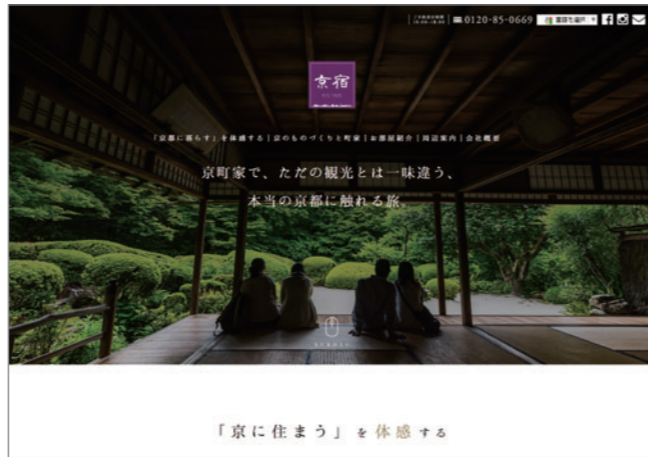 0120-85-0669
京宿
「京都に暮らす」を体感する|京のものづくりと町家|お部屋紹介|周辺案内|会社概要
京町家で、ただの観光とは一味違う、
本当の京都に触れる旅。
「京に住まう」を体感する